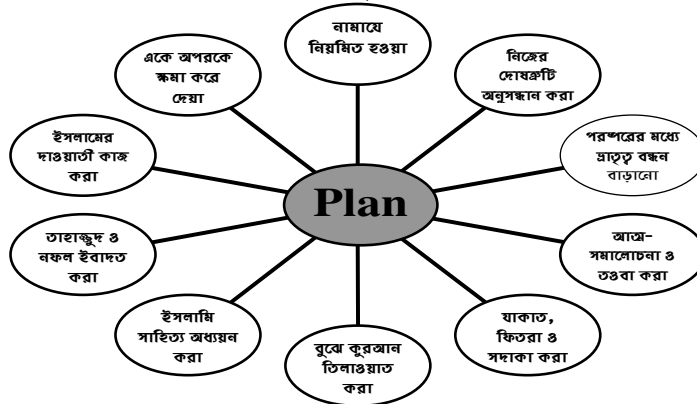 নামাযে
নিয়মিত হওয়া
নিজের
দোষত্রুটি
অনুসন্ধান করা
পরষ্পরের মধ্যে
ভ্রাতৃত্ব বন্ধন
বাড়ানো
আত্ম-
সমালোচনা ও
তওবা করা
যাকাত,
ফিতরা ও
সদাকা করা
বুঝে কুরআন
তিলাওয়াত
করা
ইসলামি
সাহিত্য অধ্যয়ন
করা
তাহাজ্জুদ ও
নফল ইবাদত
করা
ইসলামের
দাওয়াতী কাজ
করা
একে অপরকে
ক্ষমা করে
দেয়া
Plan